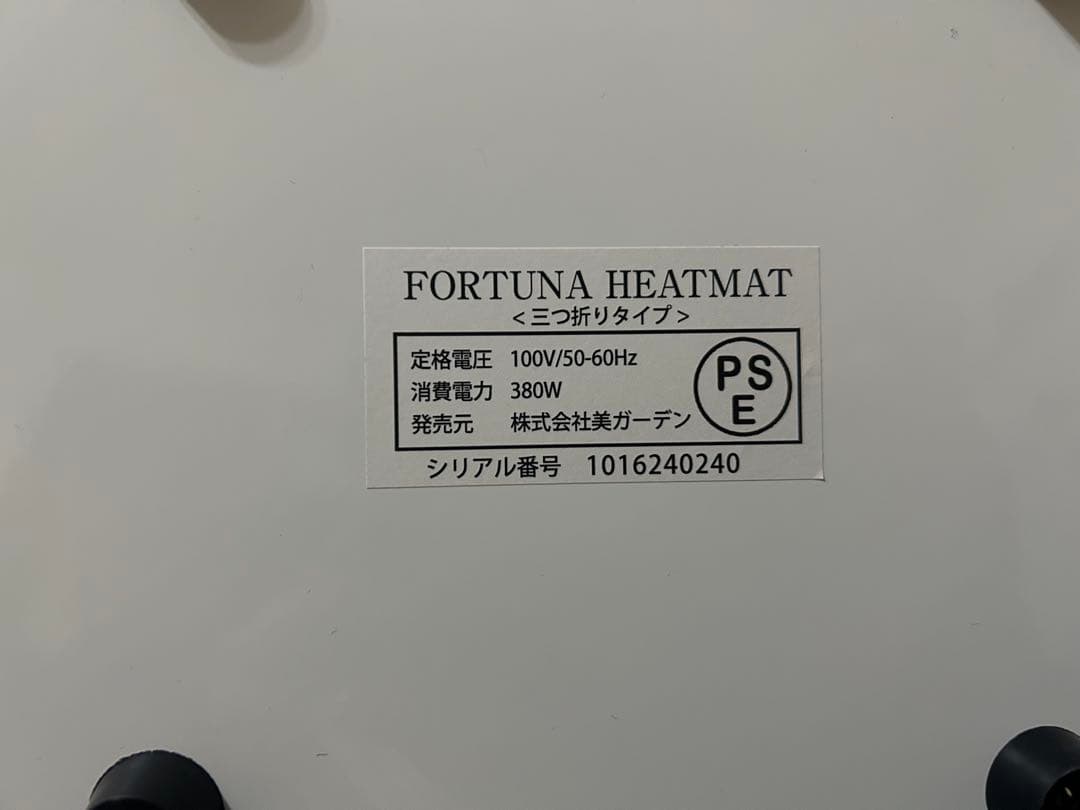 FORTUNA HEATMAT
<三つ折りタイプ>
定格電圧 100V/50-60Hz
消費電力 380W
発売元 株式会社美ガーデン
PS
E
シリアル番号 1016240240